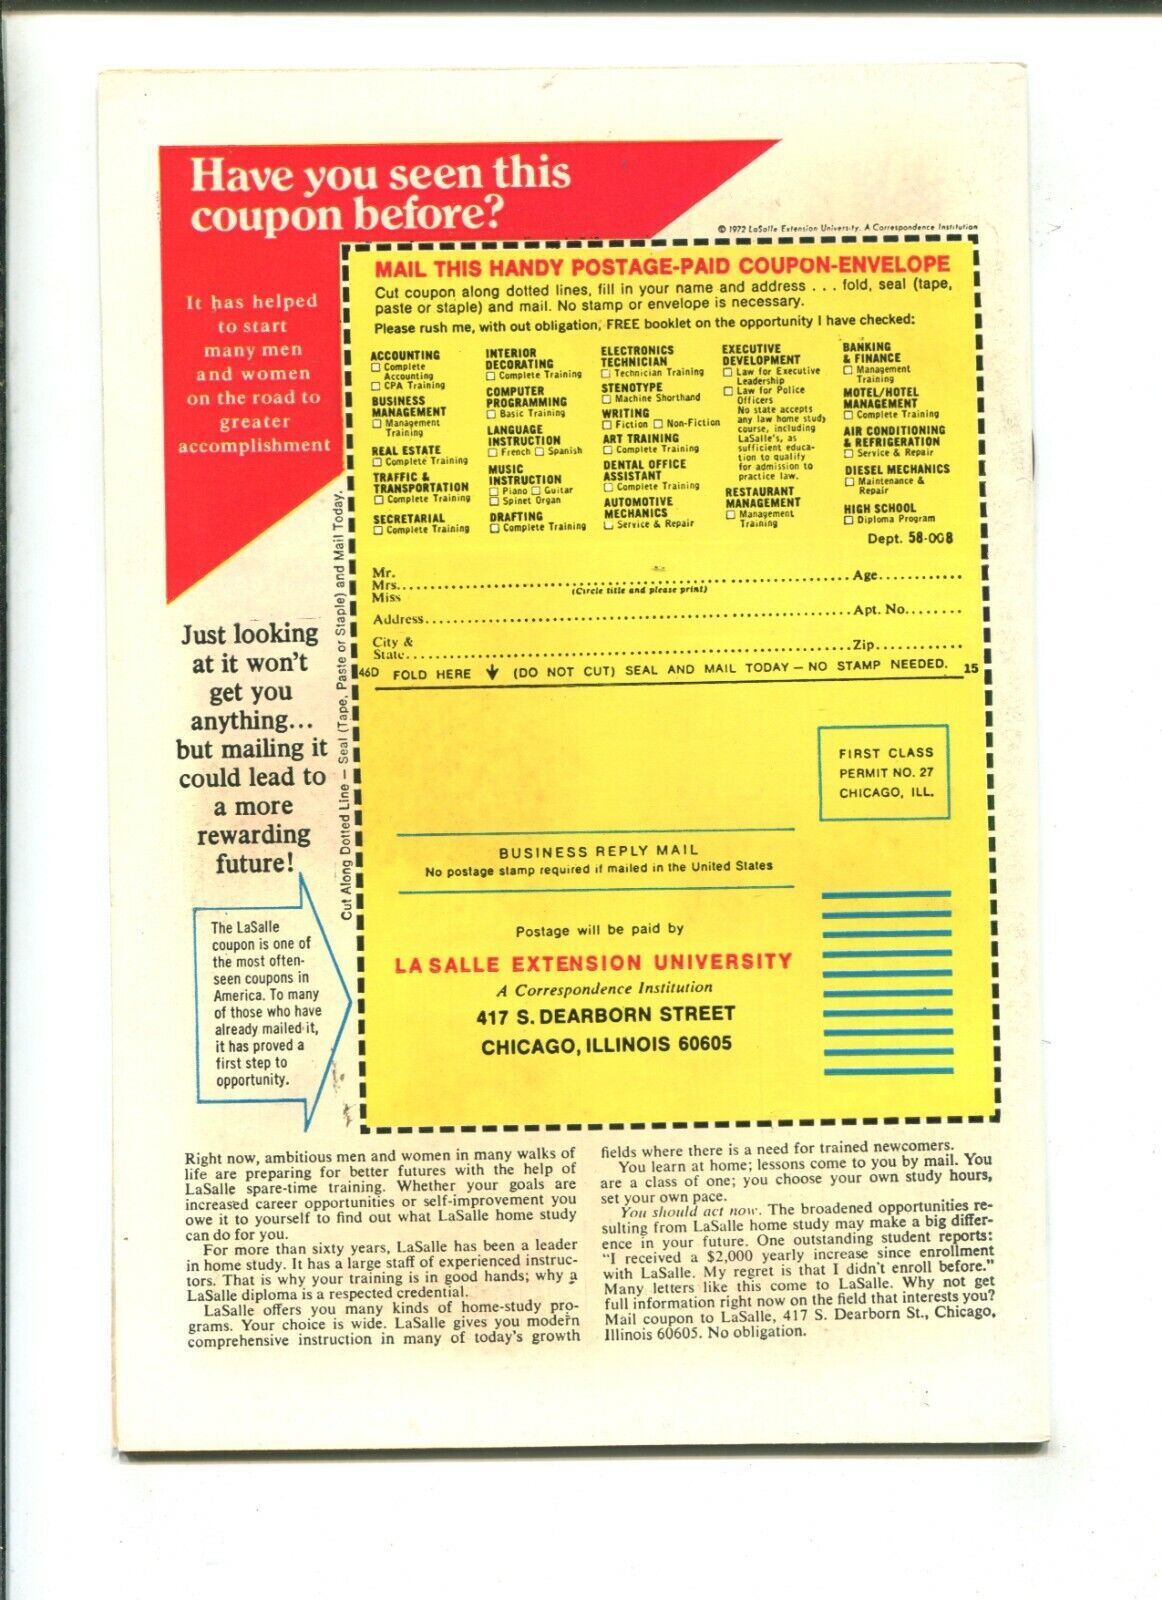 Have you seen this
coupon before?
© 1972 LaSalle Extension University. A Correspondence Institution
It has helped
to start
many men
and women
on the road to
greater
accomplishment
Just looking
at it won't
get you
anything...
but mailing it
could lead to
a more
rewarding
future!
The LaSalle
coupon is one of
the most often-
seen coupons in
America. To many
of those who have
already mailed it,
it has proved a
first step to
opportunity.
Cut Along Dotted Line — Seal (Tape, Paste or Staple) and Mail Today.
MAIL THIS HANDY POSTAGE-PAID COUPON-ENVELOPE
Cut coupon along dotted lines, fill in your name and address . . . fold, seal (tape,
paste or staple) and mail. No stamp or envelope is necessary.
Please rush me, with out obligation, FREE booklet on the opportunity I have checked:
ACCOUNTING
☐ Complete
Accounting
☐ CPA Training
BUSINESS
MANAGEMENT
☐ Management
Training
REAL ESTATE
☐ Complete Training
TRAFFIC &
TRANSPORTATION
☐ Complete Training
SECRETARIAL
☐ Complete Training
INTERIOR
DECORATING
☐ Complete Training
COMPUTER
PROGRAMMING
☐ Basic Training
LANGUAGE
INSTRUCTION
☐ French ☐ Spanish
MUSIC
INSTRUCTION
☐ Piano ☐ Guitar
☐ Spinet Organ
DRAFTING
☐ Complete Training
ELECTRONICS
TECHNICIAN
☐ Technician Training
STENOTYPE
☐ Machine Shorthand
WRITING
☐ Fiction ☐ Non-Fiction
ART TRAINING
☐ Complete Training
DENTAL OFFICE
ASSISTANT
☐ Complete Training
AUTOMOTIVE
MECHANICS
☐ Service & Repair
EXECUTIVE
DEVELOPMENT
☐ Law for Executive
Leadership
☐ Law for Police
Officers
No state accepts
any law home study
course, including
LaSalle's, as
sufficient educa-
tion to qualify
for admission to
practice law.
RESTAURANT
MANAGEMENT
☐ Management
Training
BANKING
& FINANCE
☐ Management
Training
MOTEL/HOTEL
MANAGEMENT
☐ Complete Training
AIR CONDITIONING
& REFRIGERATION
☐ Service & Repair
DIESEL MECHANICS
☐ Maintenance &
Repair
HIGH SCHOOL
☐ Diploma Program
Dept. 58-008
Mr.
Mrs. Age
Miss (Circle title and please print)
Address Apt. No.
City &
State Zip
46D FOLD HERE ↓ (DO NOT CUT) SEAL AND MAIL TODAY — NO STAMP NEEDED. 15
FIRST CLASS
PERMIT NO. 27
CHICAGO, ILL.
BUSINESS REPLY MAIL
No postage stamp required if mailed in the United States
Postage will be paid by
LA SALLE EXTENSION UNIVERSITY
A Correspondence Institution
417 S. DEARBORN STREET
CHICAGO, ILLINOIS 60605
Right now, ambitious men and women in many walks of
life are preparing for better futures with the help of
LaSalle spare-time training. Whether your goals are
increased career opportunities or self-improvement you
owe it to yourself to find out what LaSalle home study
can do for you.
For more than sixty years, LaSalle has been a leader
in home study. It has a large staff of experienced instruc-
tors. That is why your training is in good hands; why a
LaSalle diploma is a respected credential.
LaSalle offers you many kinds of home-study pro-
grams. Your choice is wide. LaSalle gives you modern
comprehensive instruction in many of today's growth
fields where there is a need for trained newcomers.
You learn at home; lessons come to you by mail. You
are a class of one; you choose your own study hours,
set your own pace.
You should act now. The broadened opportunities re-
sulting from LaSalle home study may make a big differ-
ence in your future. One outstanding student reports:
"I received a $2,000 yearly increase since enrollment
with LaSalle. My regret is that I didn't enroll before."
Many letters like this come to LaSalle. Why not get
full information right now on the field that interests you?
Mail coupon to LaSalle, 417 S. Dearborn St., Chicago,
Illinois 60605. No obligation.